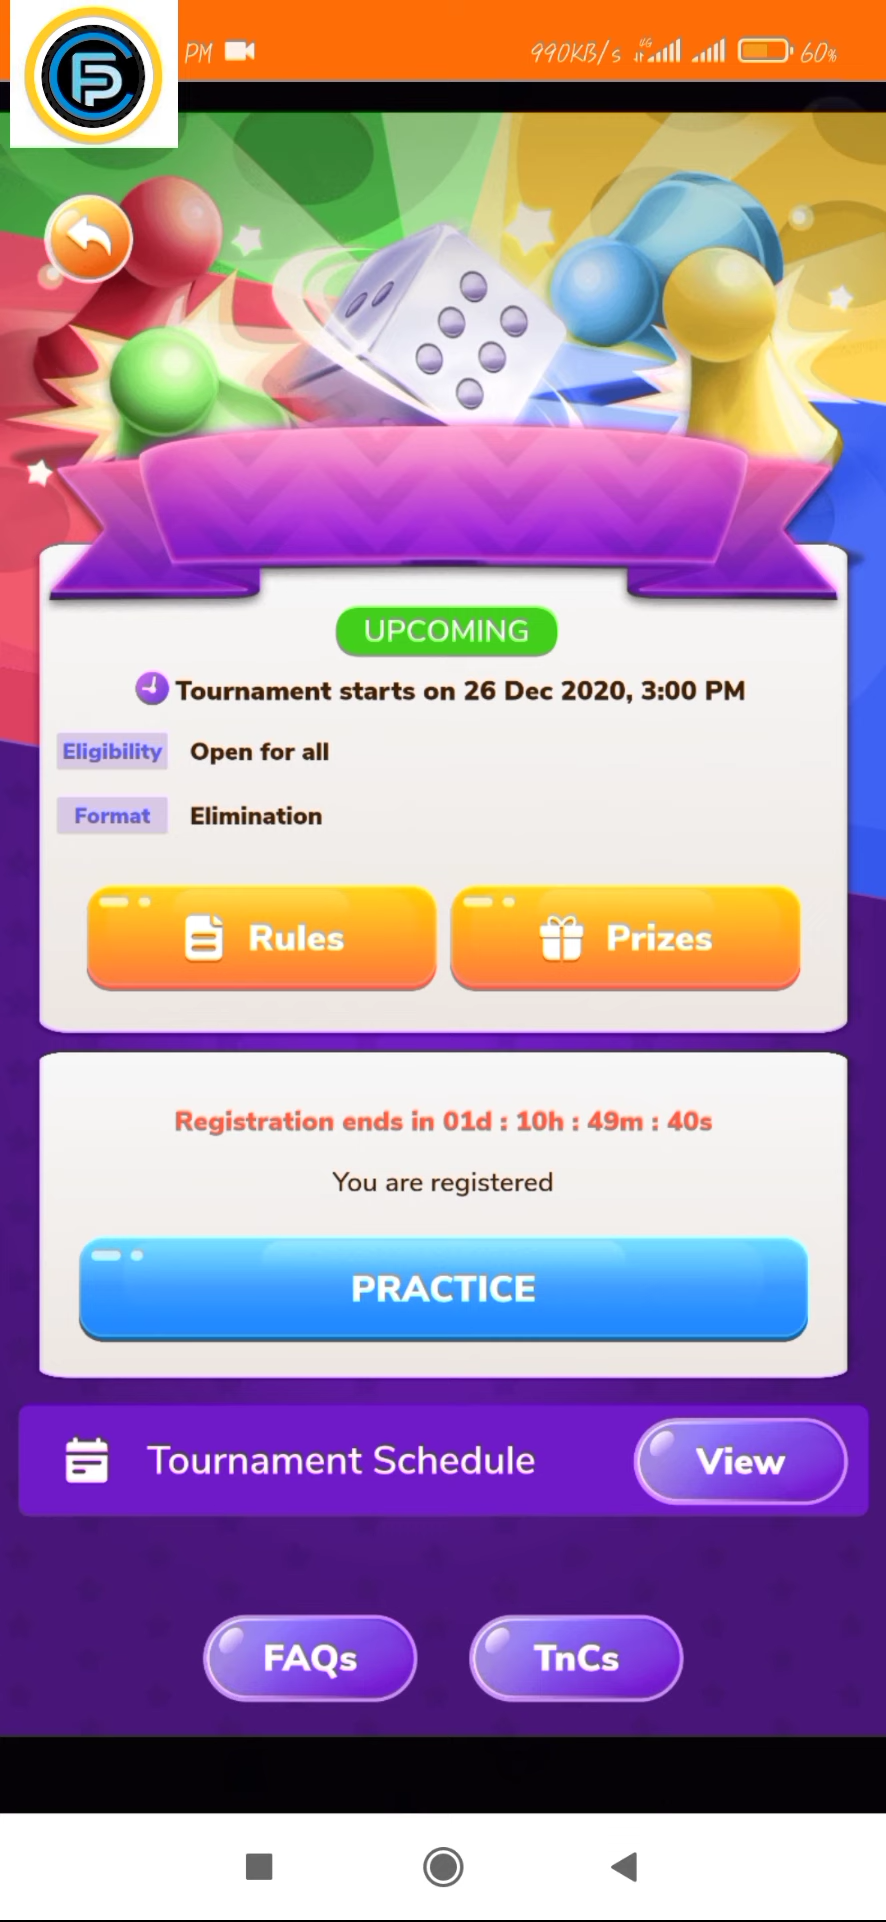 PM 990KB/s 4G 60%
UPCOMING
Tournament starts on 26 Dec 2020, 3:00 PM
Eligibility Open for all
Format Elimination
Rules Prizes
Registration ends in 01d : 10h : 49m : 40s
You are registered
PRACTICE
Tournament Schedule View
FAQs TnCs